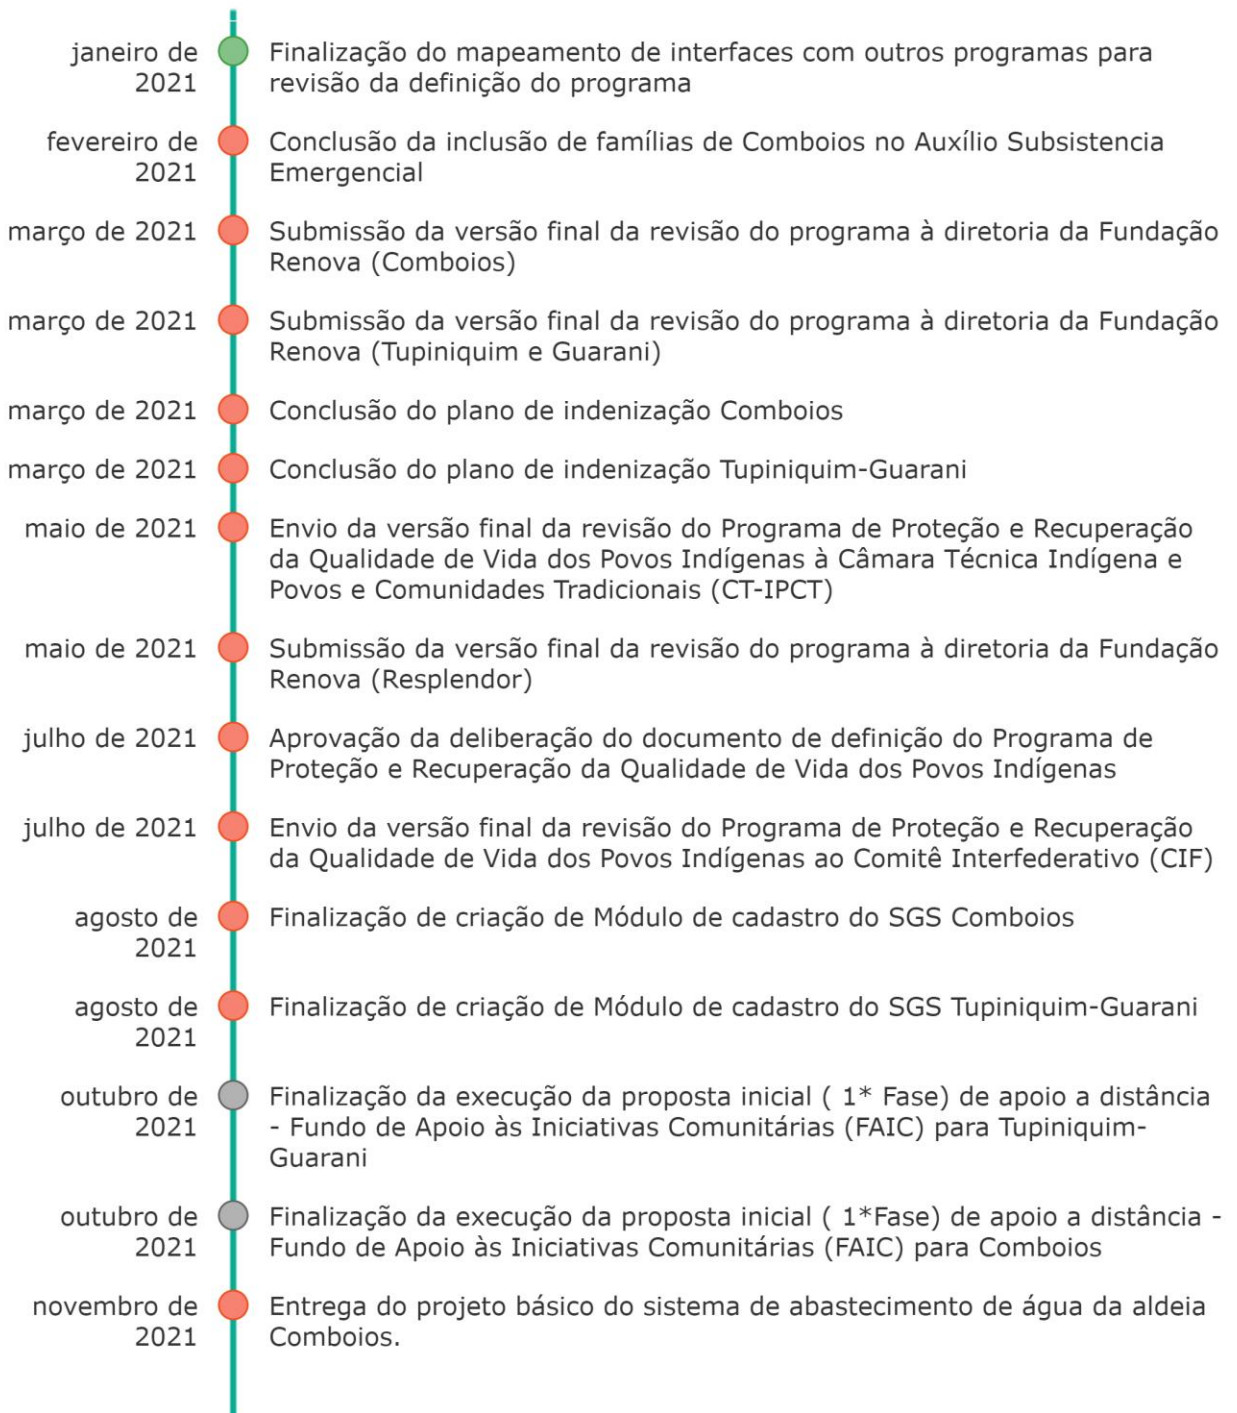 janeiro de
2021
Finalização do mapeamento de interfaces com outros programas para
revisão da definição do programa
fevereiro de
2021
Conclusão da inclusão de famílias de Comboios no Auxílio Subsistencia
Emergencial
março de 2021
Submissão da versão final da revisão do programa à diretoria da Fundação
Renova (Comboios)
março de 2021
Submissão da versão final da revisão do programa à diretoria da Fundação
Renova (Tupiniquim e Guarani)
março de 2021
Conclusão do plano de indenização Comboios
março de 2021
Conclusão do plano de indenização Tupiniquim-Guarani
maio de 2021
Envio da versão final da revisão do Programa de Proteção e Recuperação
da Qualidade de Vida dos Povos Indígenas à Câmara Técnica Indígena e
Povos e Comunidades Tradicionais (CT-IPCT)
maio de 2021
Submissão da versão final da revisão do programa à diretoria da Fundação
Renova (Resplendor)
julho de 2021
Aprovação da deliberação do documento de definição do Programa de
Proteção e Recuperação da Qualidade de Vida dos Povos Indígenas
julho de 2021
Envio da versão final da revisão do Programa de Proteção e Recuperação
da Qualidade de Vida dos Povos Indígenas ao Comitê Interfederativo (CIF)
agosto de
2021
Finalização de criação de Módulo de cadastro do SGS Comboios
agosto de
2021
Finalização de criação de Módulo de cadastro do SGS Tupiniquim-Guarani
outubro de
2021
Finalização da execução da proposta inicial ( 1* Fase) de apoio a distância
- Fundo de Apoio às Iniciativas Comunitárias (FAIC) para Tupiniquim-
Guarani
outubro de
2021
Finalização da execução da proposta inicial ( 1*Fase) de apoio a distância -
Fundo de Apoio às Iniciativas Comunitárias (FAIC) para Comboios
novembro de
2021
Entrega do projeto básico do sistema de abastecimento de água da aldeia
Comboios.